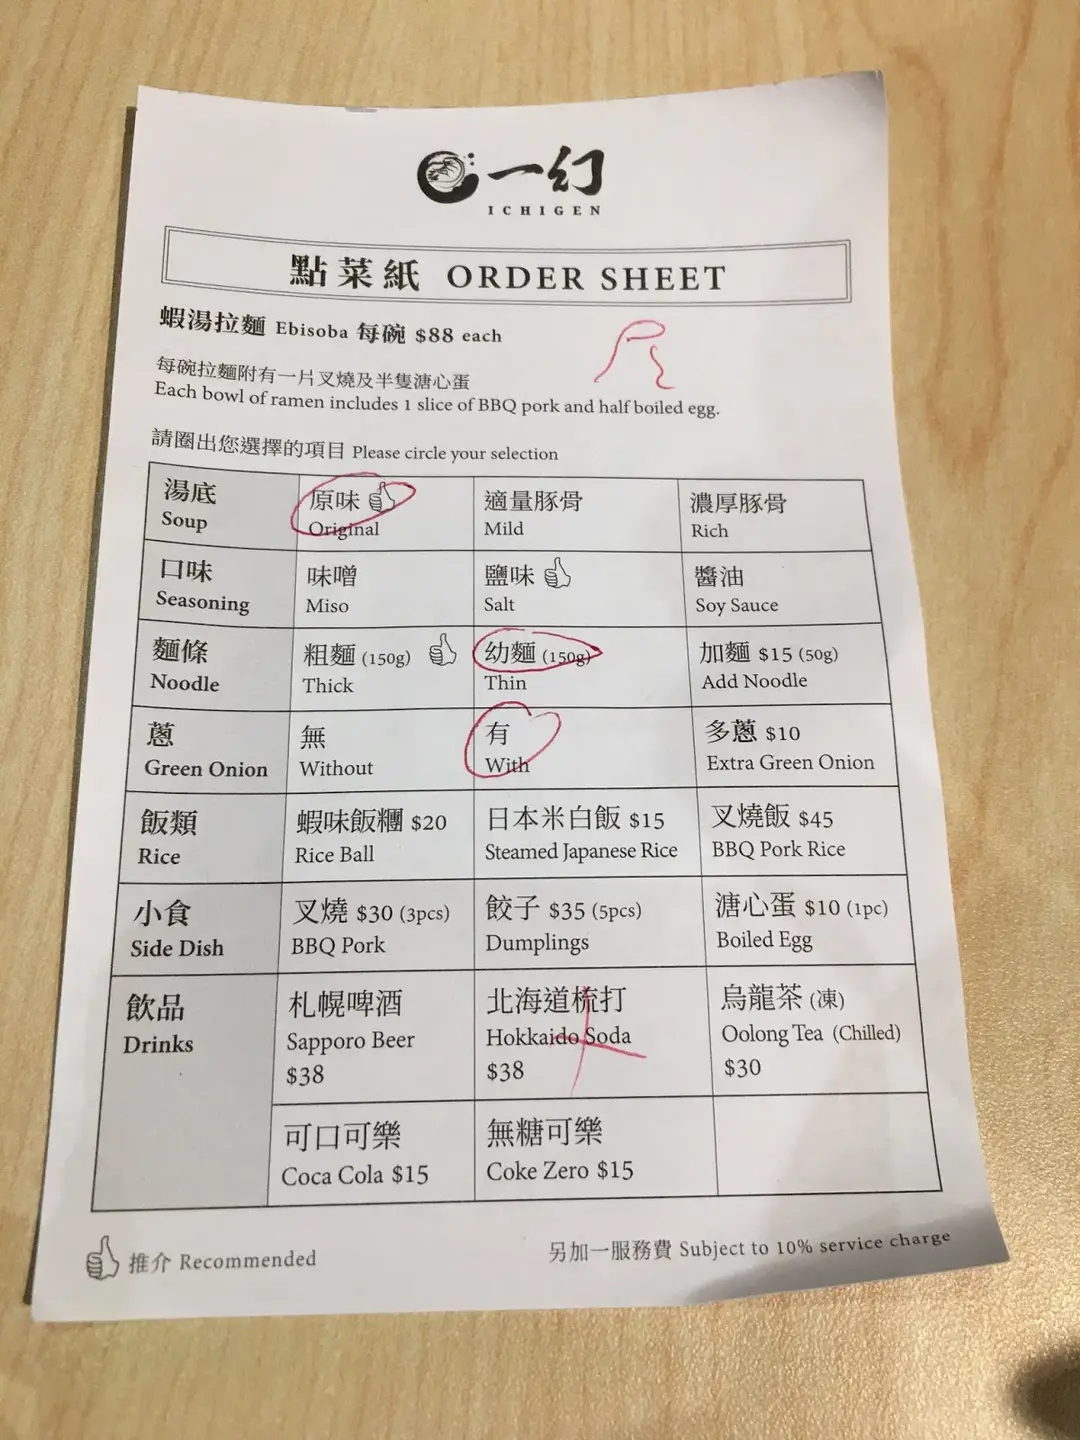 一幻
ICHIGEN
點菜紙 ORDER SHEET
蝦湯拉麵 Ebisoba 每碗 $88 each
每碗拉麵附有一片叉燒及半隻溏心蛋
Each bowl of ramen includes 1 slice of BBQ pork and half boiled egg.
請圈出您選擇的項目 Please circle your selection
湯底 原味 適量豚骨 濃厚豚骨
Soup Original Mild Rich
口味 味噌 鹽味 醬油
Seasoning Miso Salt Soy Sauce
麵條 粗麵 (150g) 幼麵 (150g) 加麵 $15 (50g)
Noodle Thick Thin Add Noodle
蔥 無 有 多蔥 $10
Green Onion Without With Extra Green Onion
飯類 蝦味飯糰 $20 日本米白飯 $15 叉燒飯 $45
Rice Rice Ball Steamed Japanese Rice BBQ Pork Rice
小食 叉燒 $30 (3pcs) 餃子 $35 (5pcs) 溏心蛋 $10 (1pc)
Side Dish BBQ Pork Dumplings Boiled Egg
飲品 札幌啤酒 北海道梳打 烏龍茶 (凍)
Drinks Sapporo Beer Hokkaido Soda Oolong Tea (Chilled)
$38 $38 $30
可口可樂 無糖可樂
Coca Cola $15 Coke Zero $15
推介 Recommended 另加一服務費 Subject to 10% service charge